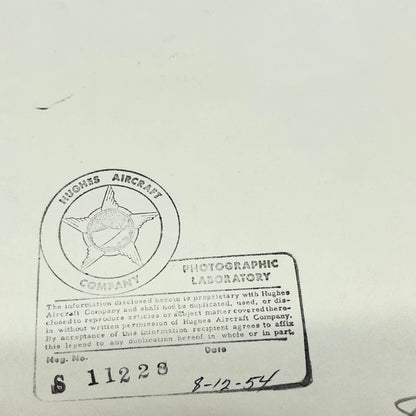 HUGHES AIRCRAFT
COMPANY
PHOTOGRAPHIC
LABORATORY
The information disclosed herein is proprietary with Hughes
Aircraft Company and shall not be duplicated, used, or dis-
closed to reproduce articles or subject matter covered there-
in without written permission of Hughes Aircraft Company.
By acceptance of this information recipient agrees to affix
this legend to any duplication hereof in whole or in part.
Neg. No. Date
S 11228 8-12-54